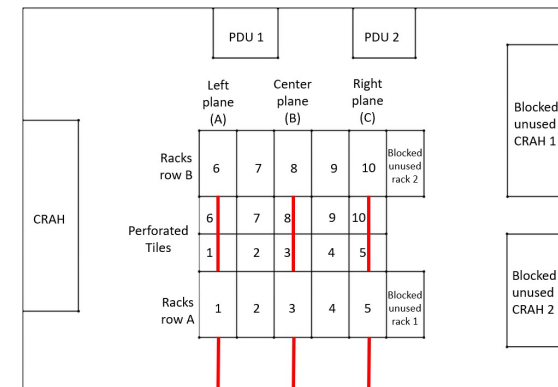 PDU 1
PDU 2
Left
plane
(A)
Center
plane
(B)
Right
plane
(C)
Blocked
unused
CRAH 1
Racks
row B
6
7
8
9
10
Blocked
unused
rack 2
CRAH
Perforated
Tiles
6
7
8
9
10
1
2
3
4
5
Blocked
unused
CRAH 2
Racks
row A
1
2
3
4
5
Blocked
unused
rack 1